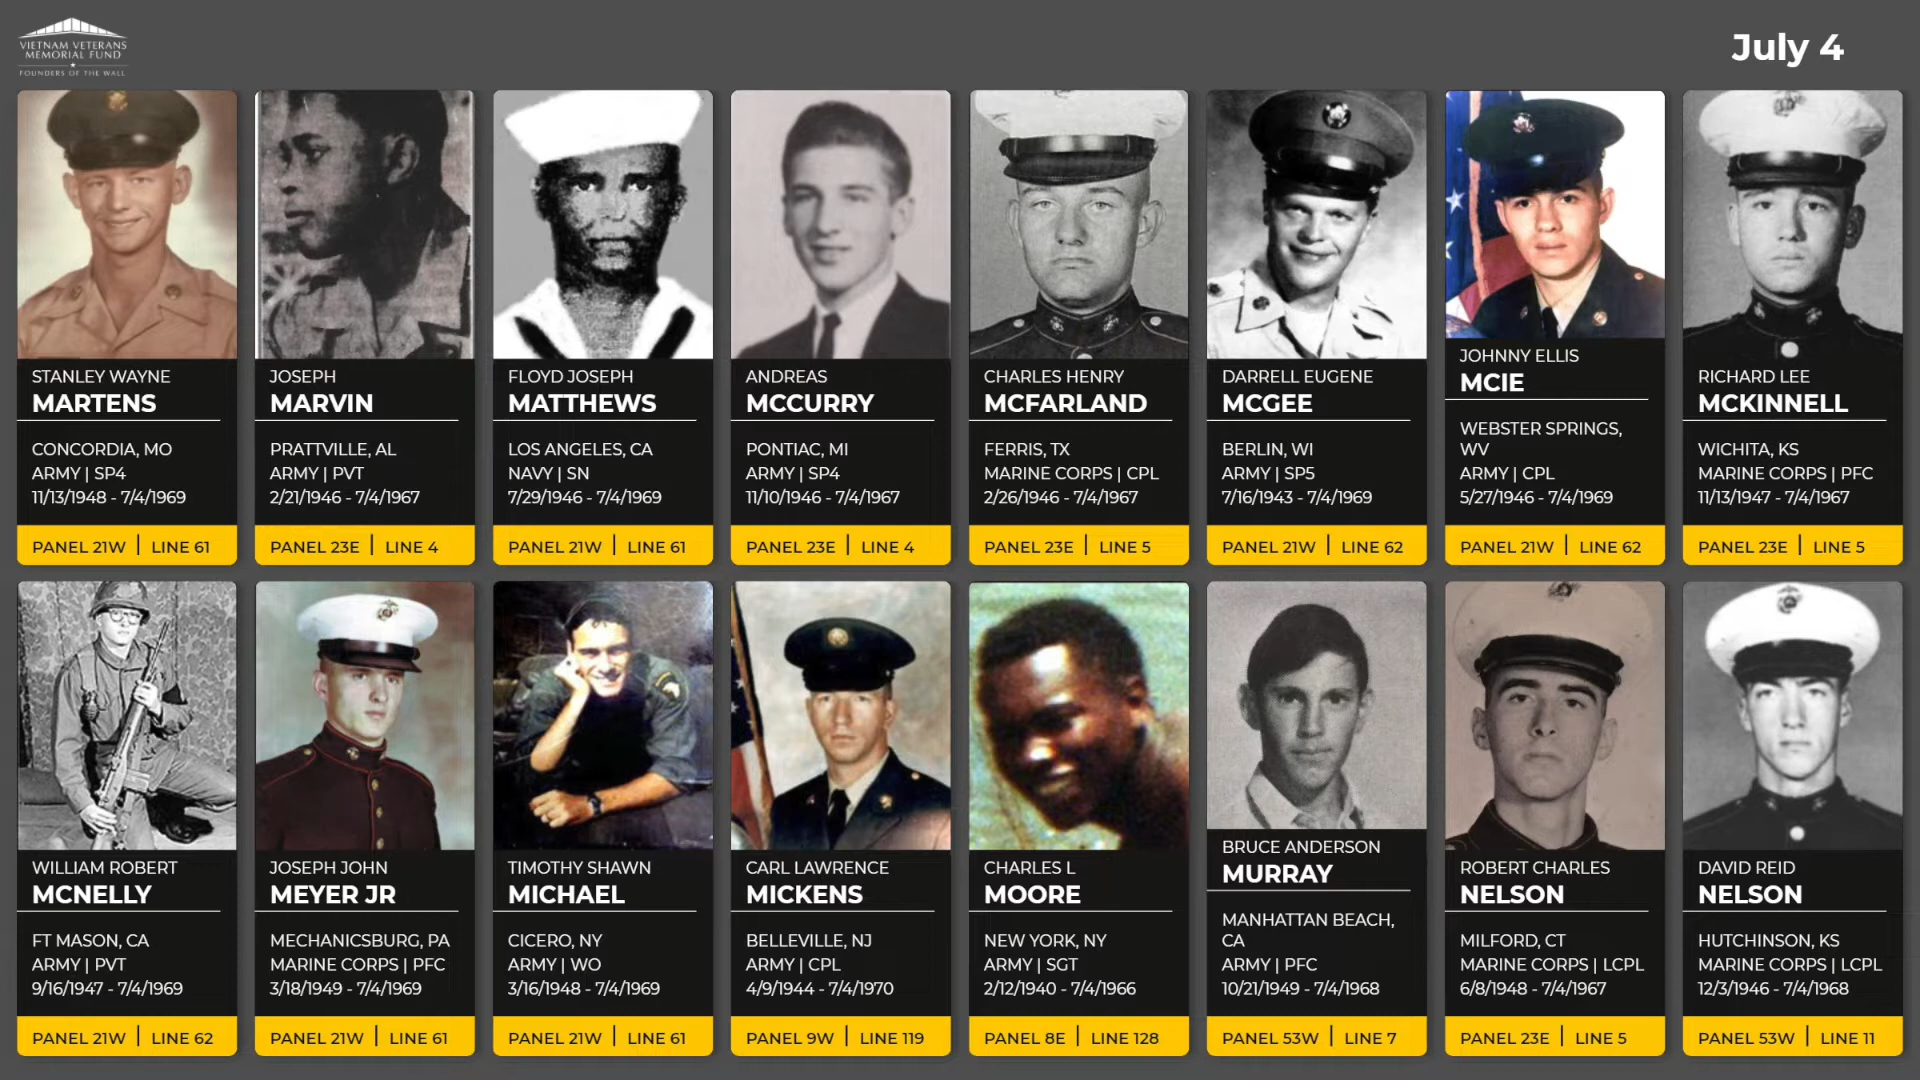 VIETNAM VETERANS
MEMORIAL FUND
FOUNDERS OF THE WALL
July 4
STANLEY WAYNE
MARTENS
CONCORDIA, MO
ARMY | SP4
11/13/1948 - 7/4/1969
PANEL 21W | LINE 61
JOSEPH
MARVIN
PRATTVILLE, AL
ARMY | PVT
2/21/1946 - 7/4/1967
PANEL 23E | LINE 4
FLOYD JOSEPH
MATTHEWS
LOS ANGELES, CA
NAVY | SN
7/29/1946 - 7/4/1969
PANEL 21W | LINE 61
ANDREAS
MCCURRY
PONTIAC, MI
ARMY | SP4
11/10/1946 - 7/4/1967
PANEL 23E | LINE 4
CHARLES HENRY
MCFARLAND
FERRIS, TX
MARINE CORPS | CPL
2/26/1946 - 7/4/1967
PANEL 23E | LINE 5
DARRELL EUGENE
MCGEE
BERLIN, WI
ARMY | SP5
7/16/1943 - 7/4/1969
PANEL 21W | LINE 62
JOHNNY ELLIS
MCIE
WEBSTER SPRINGS,
WV
ARMY | CPL
5/27/1946 - 7/4/1969
PANEL 21W | LINE 62
RICHARD LEE
MCKINNELL
WICHITA, KS
MARINE CORPS | PFC
11/13/1947 - 7/4/1967
PANEL 23E | LINE 5
WILLIAM ROBERT
MCNELLY
FT MASON, CA
ARMY | PVT
9/16/1947 - 7/4/1969
PANEL 21W | LINE 62
JOSEPH JOHN
MEYER JR
MECHANICSBURG, PA
MARINE CORPS | PFC
3/18/1949 - 7/4/1969
PANEL 21W | LINE 61
TIMOTHY SHAWN
MICHAEL
CICERO, NY
ARMY | WO
3/16/1948 - 7/4/1969
PANEL 21W | LINE 61
CARL LAWRENCE
MICKENS
BELLEVILLE, NJ
ARMY | CPL
4/9/1944 - 7/4/1970
PANEL 9W | LINE 119
CHARLES L
MOORE
NEW YORK, NY
ARMY | SGT
2/12/1940 - 7/4/1966
PANEL 8E | LINE 128
BRUCE ANDERSON
MURRAY
MANHATTAN BEACH,
CA
ARMY | PFC
10/21/1949 - 7/4/1968
PANEL 53W | LINE 7
ROBERT CHARLES
NELSON
MILFORD, CT
MARINE CORPS | LCPL
6/8/1948 - 7/4/1967
PANEL 23E | LINE 5
DAVID REID
NELSON
HUTCHINSON, KS
MARINE CORPS | LCPL
12/3/1946 - 7/4/1968
PANEL 53W | LINE 11